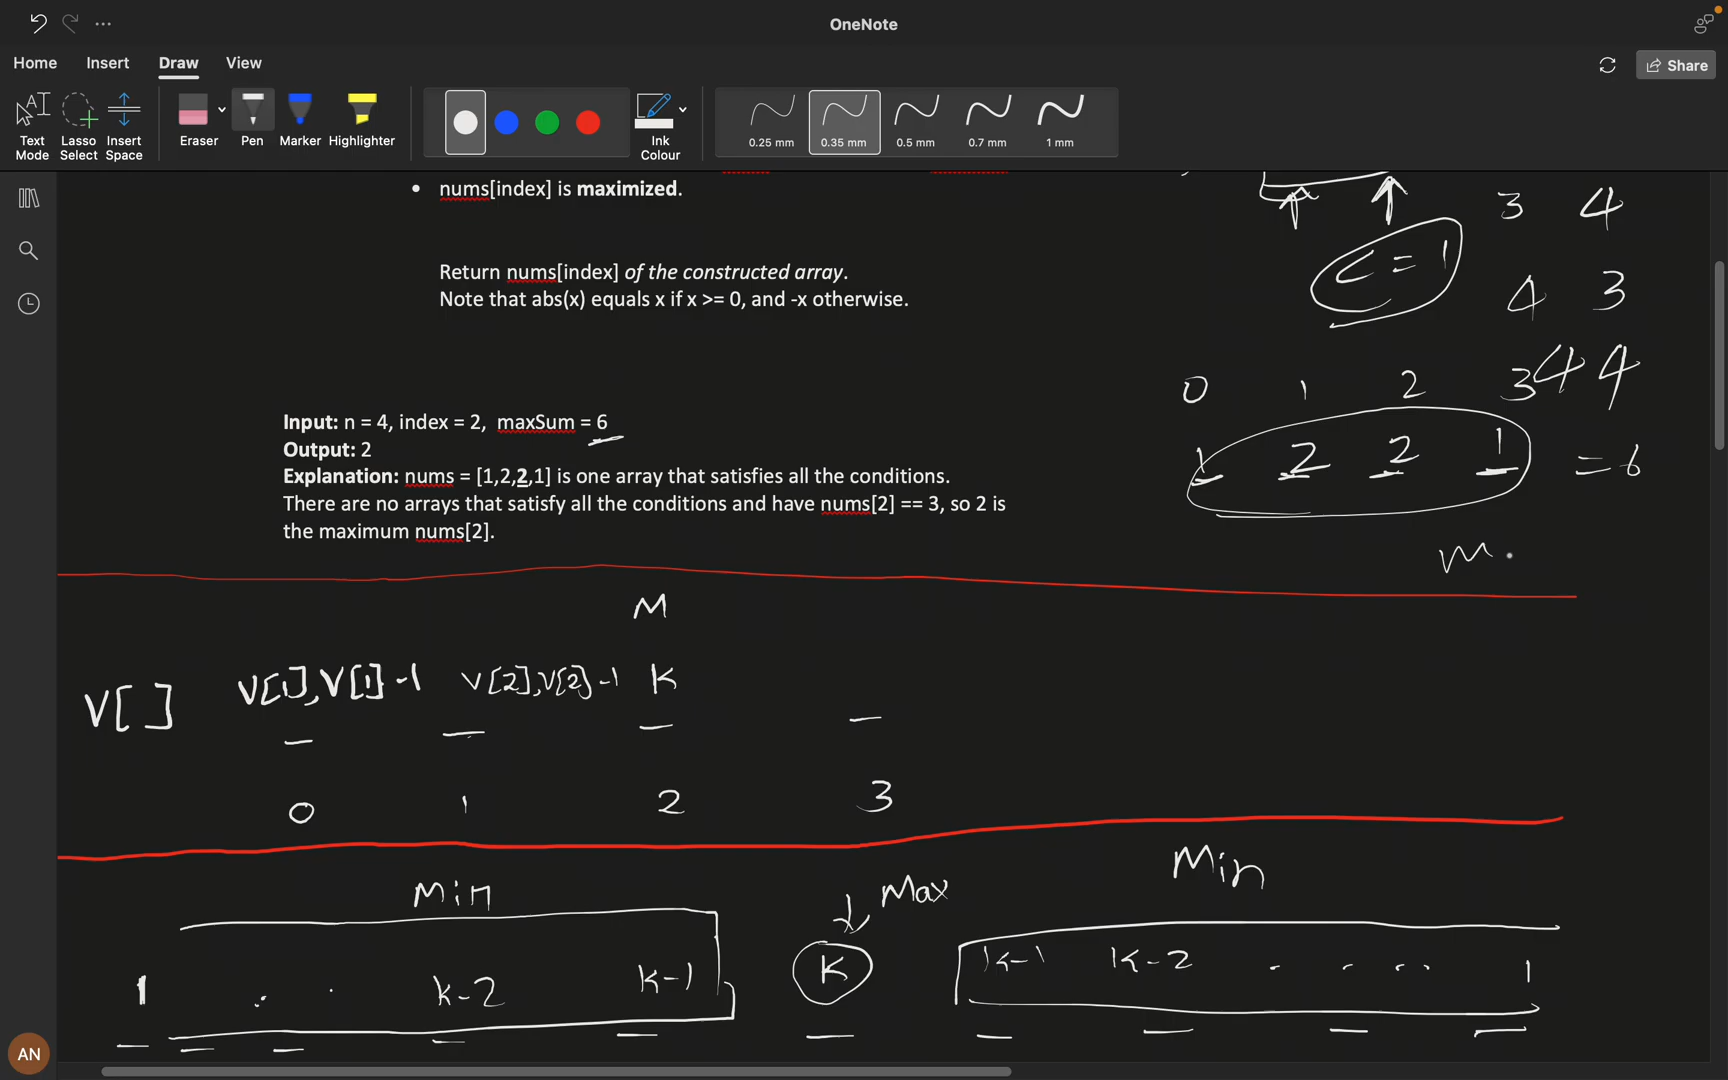 OneNote
Home Insert Draw View
Share
Text Mode
Lasso Select
Insert Space
Eraser
Pen
Marker
Highlighter
Ink Colour
0.25 mm
0.35 mm
0.5 mm
0.7 mm
1 mm
• nums[index] is maximized.
3 4
Return nums[index] of the constructed array.
Note that abs(x) equals x if x >= 0, and -x otherwise.
<= 1
4 3
4 4
0 1 2 3
Input: n = 4, index = 2, maxSum = 6
Output: 2
Explanation: nums = [1,2,2,1] is one array that satisfies all the conditions.
There are no arrays that satisfy all the conditions and have nums[2] == 3, so 2 is
the maximum nums[2].
1 2 2 1 = 6
M
M
V[ ] V[1],V[1]-1 V[2],V[2]-1 K
0 1 2 3
Min Max Min
1 . . k-2 k-1 K k-1 k-2 . . . . 1
AN